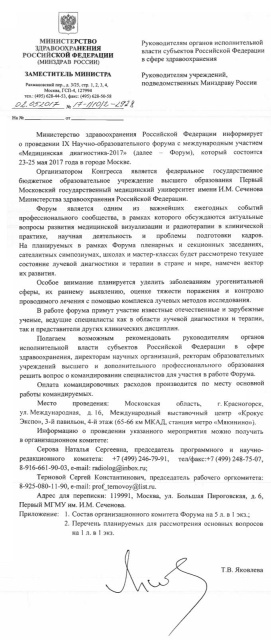 МИНИСТЕРСТВО
ЗДРАВООХРАНЕНИЯ
РОССИЙСКОЙ ФЕДЕРАЦИИ
(МИНЗДРАВ РОССИИ)
ЗАМЕСТИТЕЛЬ МИНИСТРА
Рахмановский пер., д. 3/25, стр. 1, 2, 3, 4,
Москва, ГСП-4, 127994
тел.: (495) 628-44-53, факс: (495) 628-50-58
02.05.2017 № 17-1/10/2-2928
На № от
Руководителям органов исполнительной
власти субъектов Российской Федерации
в сфере здравоохранения
Руководителям учреждений,
подведомственных Минздраву России
Министерство здравоохранения Российской Федерации информирует
о проведении IX Научно-образовательного форума с международным участием
«Медицинская диагностика-2017» (далее – Форум), который состоится
23-25 мая 2017 года в городе Москве.
Организатором Конгресса является федеральное государственное
бюджетное образовательное учреждение высшего образования Первый
Московский государственный медицинский университет имени И.М. Сеченова
Министерства здравоохранения Российской Федерации.
Форум является одним из важнейших ежегодных событий
профессионального сообщества, в рамках которого обсуждаются актуальные
вопросы развития медицинской визуализации и радиотерапии в клинической
практике, научная деятельность и проблемы подготовки кадров.
На планируемых в рамках Форума пленарных и секционных заседаниях,
сателлитных симпозиумах, школах и мастер-классах будет рассмотрено текущее
состояние лучевой диагностики и терапии в стране и мире, намечен вектор
их развития.
Особое внимание планируется уделить заболеваниям урогенитальной
сферы, их раннему выявлению, оценке тяжести поражения и контролю
проводимого лечения с помощью комплекса лучевых методов исследования.
В работе форума примут участие известные отечественные и зарубежные
ученые, ведущие специалисты как в области лучевой диагностики и терапии,
так и представители других клинических дисциплин.
Полагаем возможным рекомендовать руководителям органов
исполнительной власти субъектов Российской Федерации в сфере
здравоохранения, директорам научных организаций, ректорам образовательных
учреждений высшего и дополнительного профессионального образования
решить вопрос о командировании специалистов для участия в работе Форума.
Оплата командировочных расходов производится по месту основной
работы командируемых.
Место проведения: Московская область, г. Красногорск,
ул. Международная, д. 16, Международный выставочный центр «Крокус
Экспо», 3-й павильон, 4-й этаж (65-66 км МКАД, станция метро «Мякинино»).
Информацию о проведении указанного мероприятия можно получить
в организационном комитете:
Серова Наталья Сергеевна, председатель программного и научно-
редакционного комитета: +7 (499) 246-79-91, тел/факс:+7 (499) 248-75-07,
8-916-661-90-03, e-mail: radiolog@inbox.ru;
Терновой Сергей Константинович, председатель рабочего оргкомитета:
8-925-080-11-90, e-mail: prof_ternovoy@list.ru.
Адрес для переписки: 119991, Москва, ул. Большая Пироговская, д. 6,
Первый МГМУ им. И.М. Сеченова.
Приложение: 1. Состав организационного комитета Форума на 5 л. в 1 экз.;
2. Перечень планируемых для рассмотрения основных вопросов
на 1 л. в 1 экз.
Т.В. Яковлева